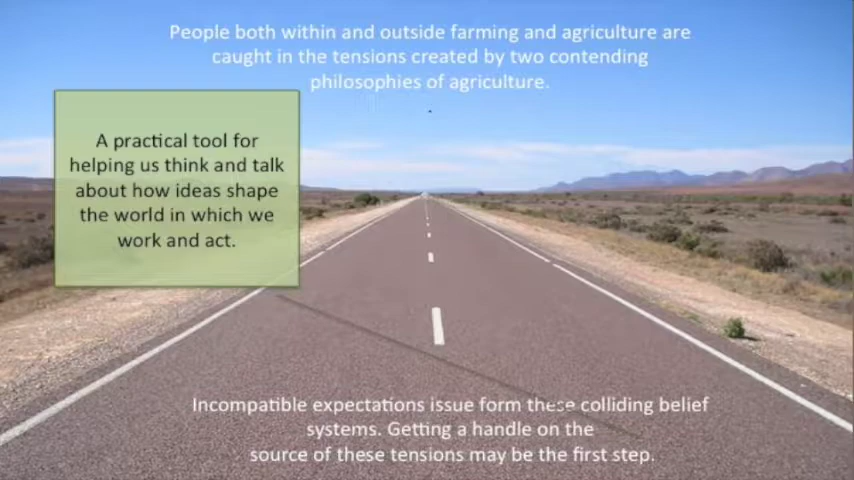 People both within and outside farming and agriculture are
caught in the tensions created by two contending
philosophies of agriculture.
A practical tool for
helping us think and talk
about how ideas shape
the world in which we
work and act.
Incompatible expectations issue form these colliding belief
systems. Getting a handle on the
source of these tensions may be the first step.